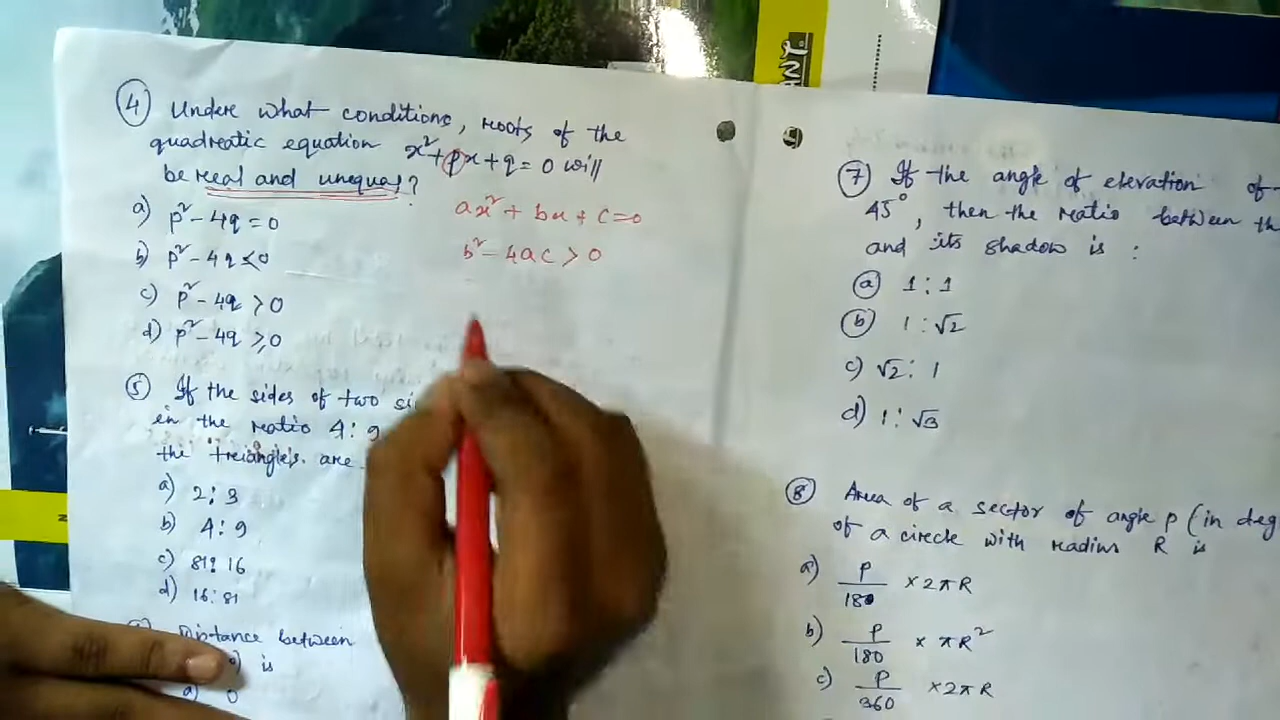 ④ Undere what conditions, roots of the
quadreatic equation x²+px+q=0 will
be real and unequal?
a) p²-4q=0
b) p²-4q<0
c) p²-4q>0
d) p²-4q≥0
ax²+bx+c=0
b²-4ac>0
⑤ If the sides of two
in the ratio 4:9
the treiangles are
a) 2:3
b) 4:9
c) 81:16
d) 16:81
Distance between
is
a) 0
⑦ If the angle of elevation of
45°, then the ratio between
and its shadow is :
ⓐ 1:1
ⓑ 1:√2
c) √2:1
d) 1:√3
⑧ Area of a sector of angle p (in
of a circle with radius R is
a) P/180 ×2πR
b) P/180 × πR²
c) P/360 ×2πR
ANT